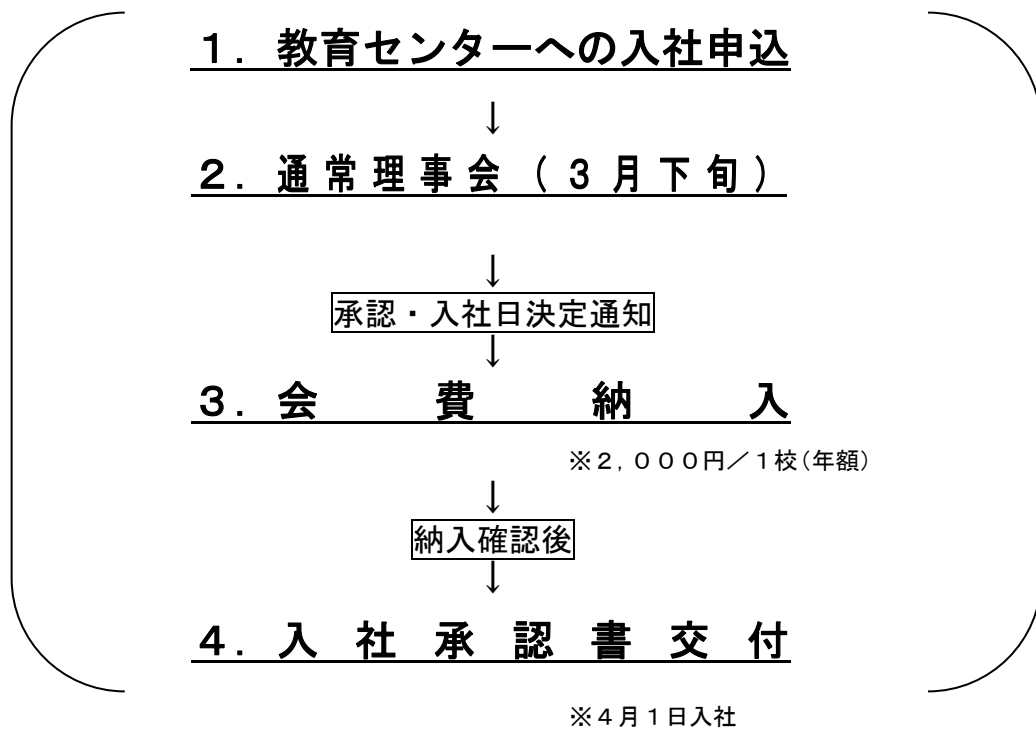 １．教育センターへの入社申込
↓
２．通常理事会（３月下旬）
↓
承認・入社日決定通知
↓
３．会費納入
※２，０００円／１校（年額）
↓
納入確認後
↓
４．入社承認書交付
※４月１日入社